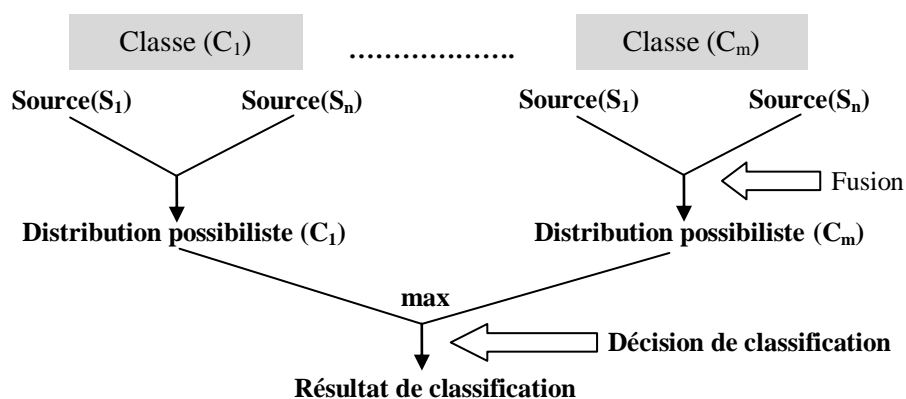 Classe (C1) ……………… Classe (Cm)
Source(S1) Source(Sn) Source(S1) Source(Sn)
Fusion
Distribution possibiliste (C1) Distribution possibiliste (Cm)
max
Décision de classification
Résultat de classification